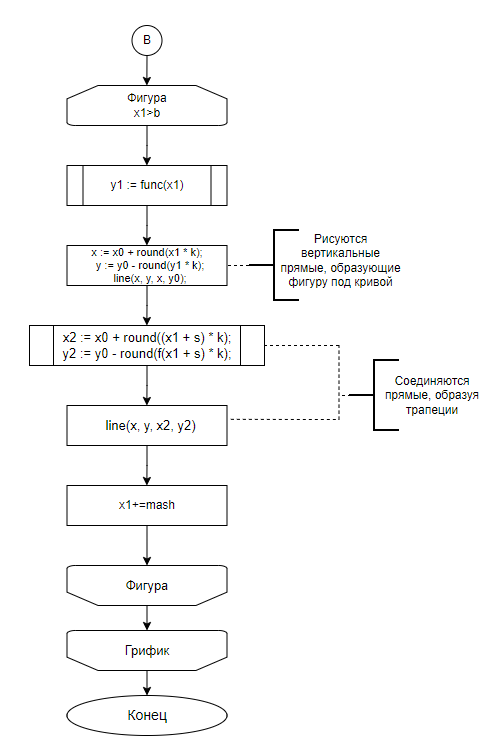 B
Фигура
x1>b
y1 := func(x1)
x := x0 + round(x1 * k);
y := y0 - round(y1 * k);
line(x, y, x, y0);
Рисуются
вертикальные
прямые, образующие
фигуру под кривой
x2 := x0 + round((x1 + s) * k);
y2 := y0 - round(f(x1 + s) * k);
Соединяются
прямые, образуя
трапеции
line(x, y, x2, y2)
x1+=mash
Фигура
Грифик
Конец